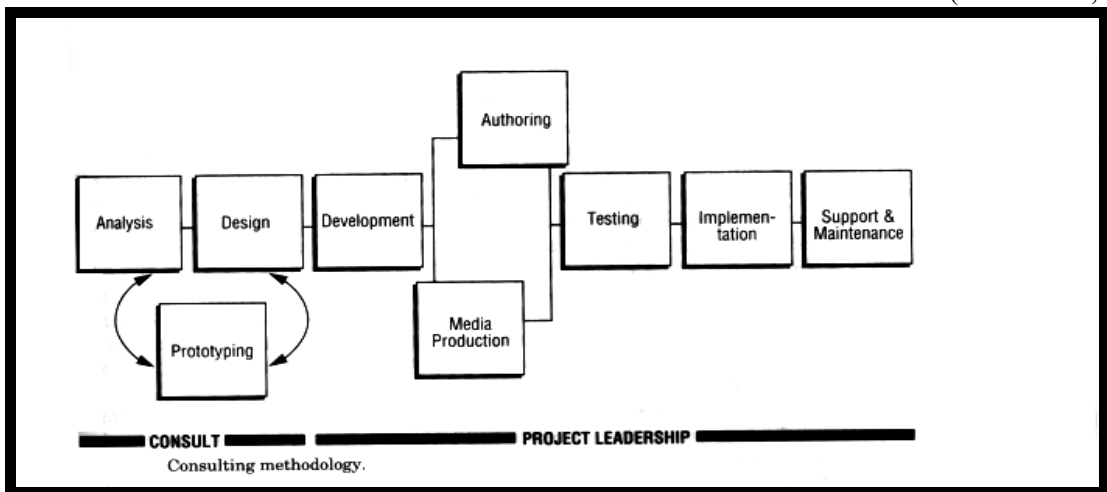 Authoring
Analysis
Design
Development
Testing
Implemen-
tation
Support &
Maintenance
Media
Production
Prototyping
CONSULT
PROJECT LEADERSHIP
Consulting methodology.